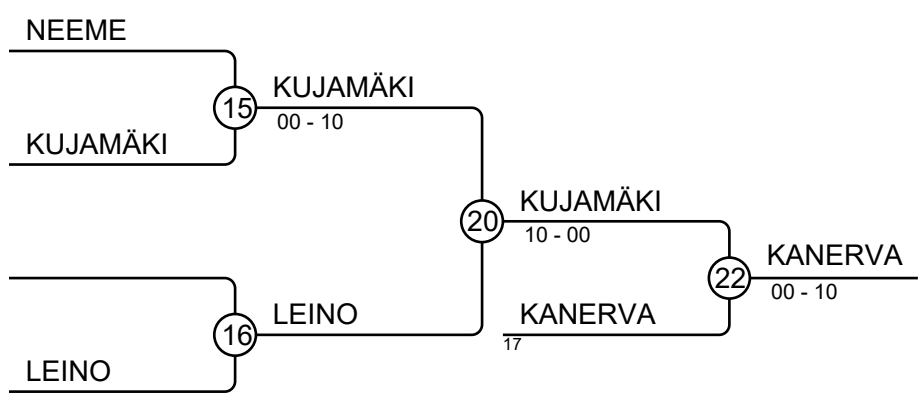 NEEME
15
KUJAMÄKI
00 - 10
KUJAMÄKI
20
KUJAMÄKI
10 - 00
22
KANERVA
00 - 10
16
LEINO
KANERVA
17
LEINO